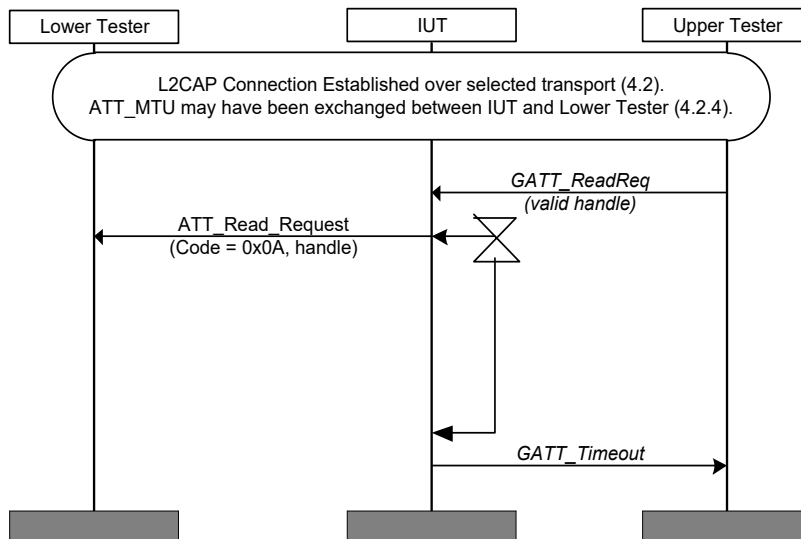 Lower Tester
IUT
Upper Tester
L2CAP Connection Established over selected transport (4.2).
ATT_MTU may have been exchanged between IUT and Lower Tester (4.2.4).
GATT_ReadReq
(valid handle)
ATT_Read_Request
(Code = 0x0A, handle)
GATT_Timeout